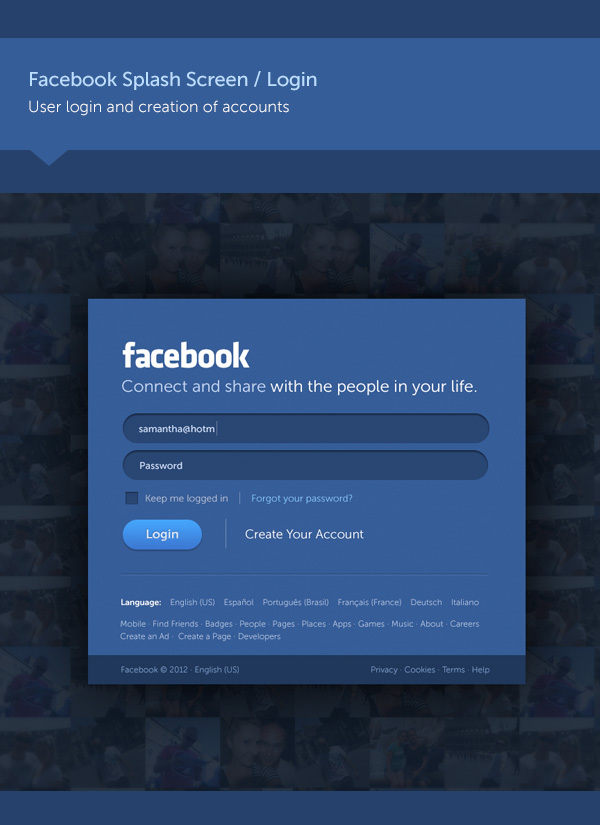 Facebook Splash Screen / Login
User login and creation of accounts
facebook
Connect and share with the people in your life.
samantha@hotm
Password
Keep me logged in | Forgot your password?
Login | Create Your Account
Language: English (US) Español Português (Brasil) Français (France) Deutsch Italiano
Mobile · Find Friends · Badges · People · Pages · Places · Apps · Games · Music · About · Careers
Create an Ad · Create a Page · Developers
Facebook © 2012 · English (US) Privacy · Cookies · Terms · Help